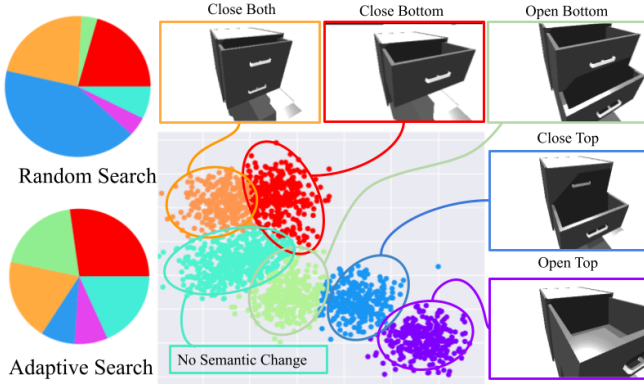 Close Both
Close Bottom
Open Bottom
Random Search
Close Top
Open Top
No Semantic Change
Adaptive Search